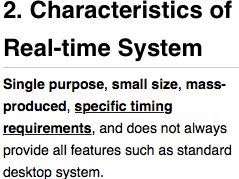 2. Characteristics of
Real-time System
Single purpose, small size, mass-
produced, specific timing
requirements, and does not always
provide all features such as standard
desktop system.